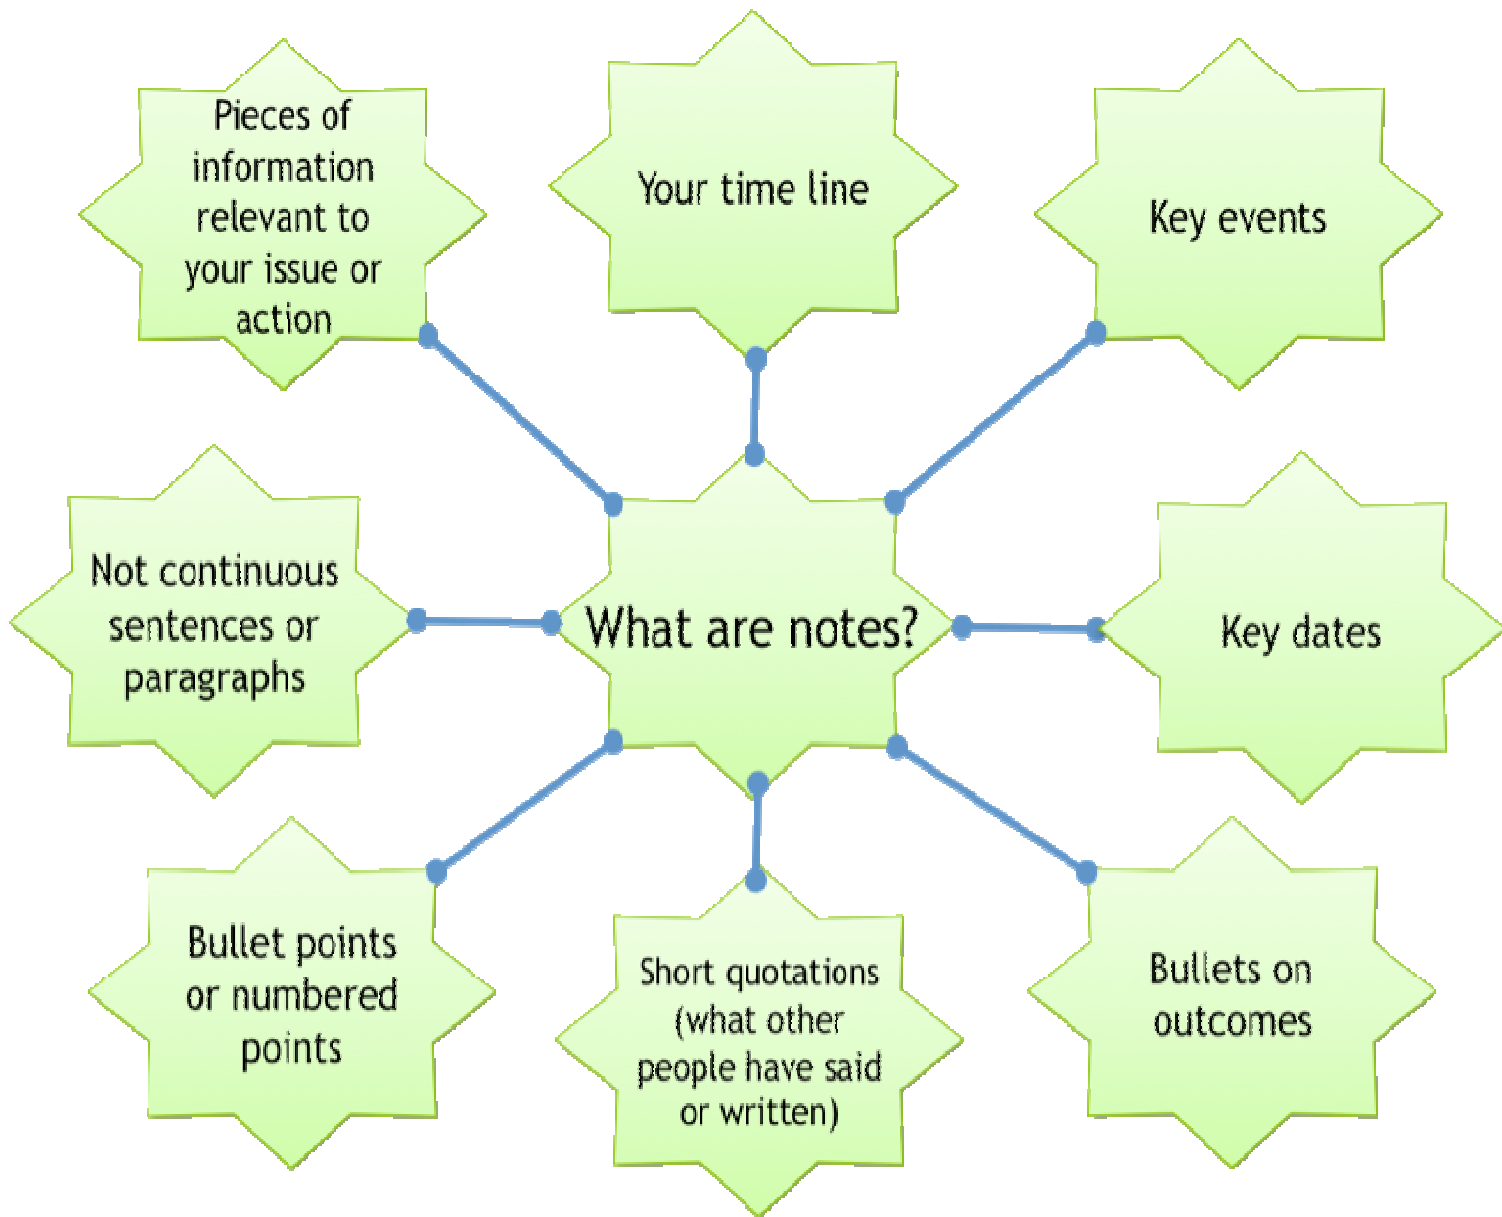 Pieces of
information
relevant to
your issue or
action
Your time line
Key events
Not continuous
sentences or
paragraphs
What are notes?
Key dates
Bullet points
or numbered
points
Short quotations
(what other
people have said
or written)
Bullets on
outcomes